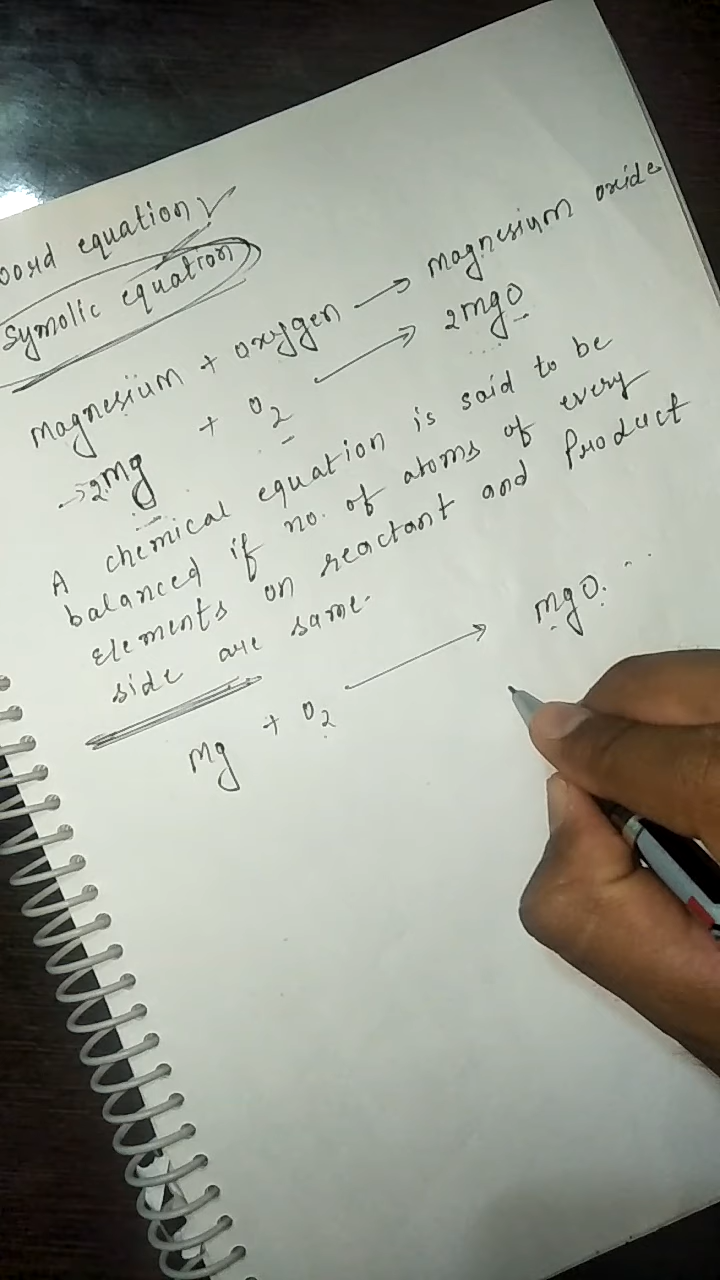 word equation ✓
Symolic equation
Magnesium + oxygen → magnesium oxide
→2mg + O2 → 2mgO
A chemical equation is said to be
balanced if no. of atoms of every
elements on reactant and Product
side are same.
mg + O2 → mgO.